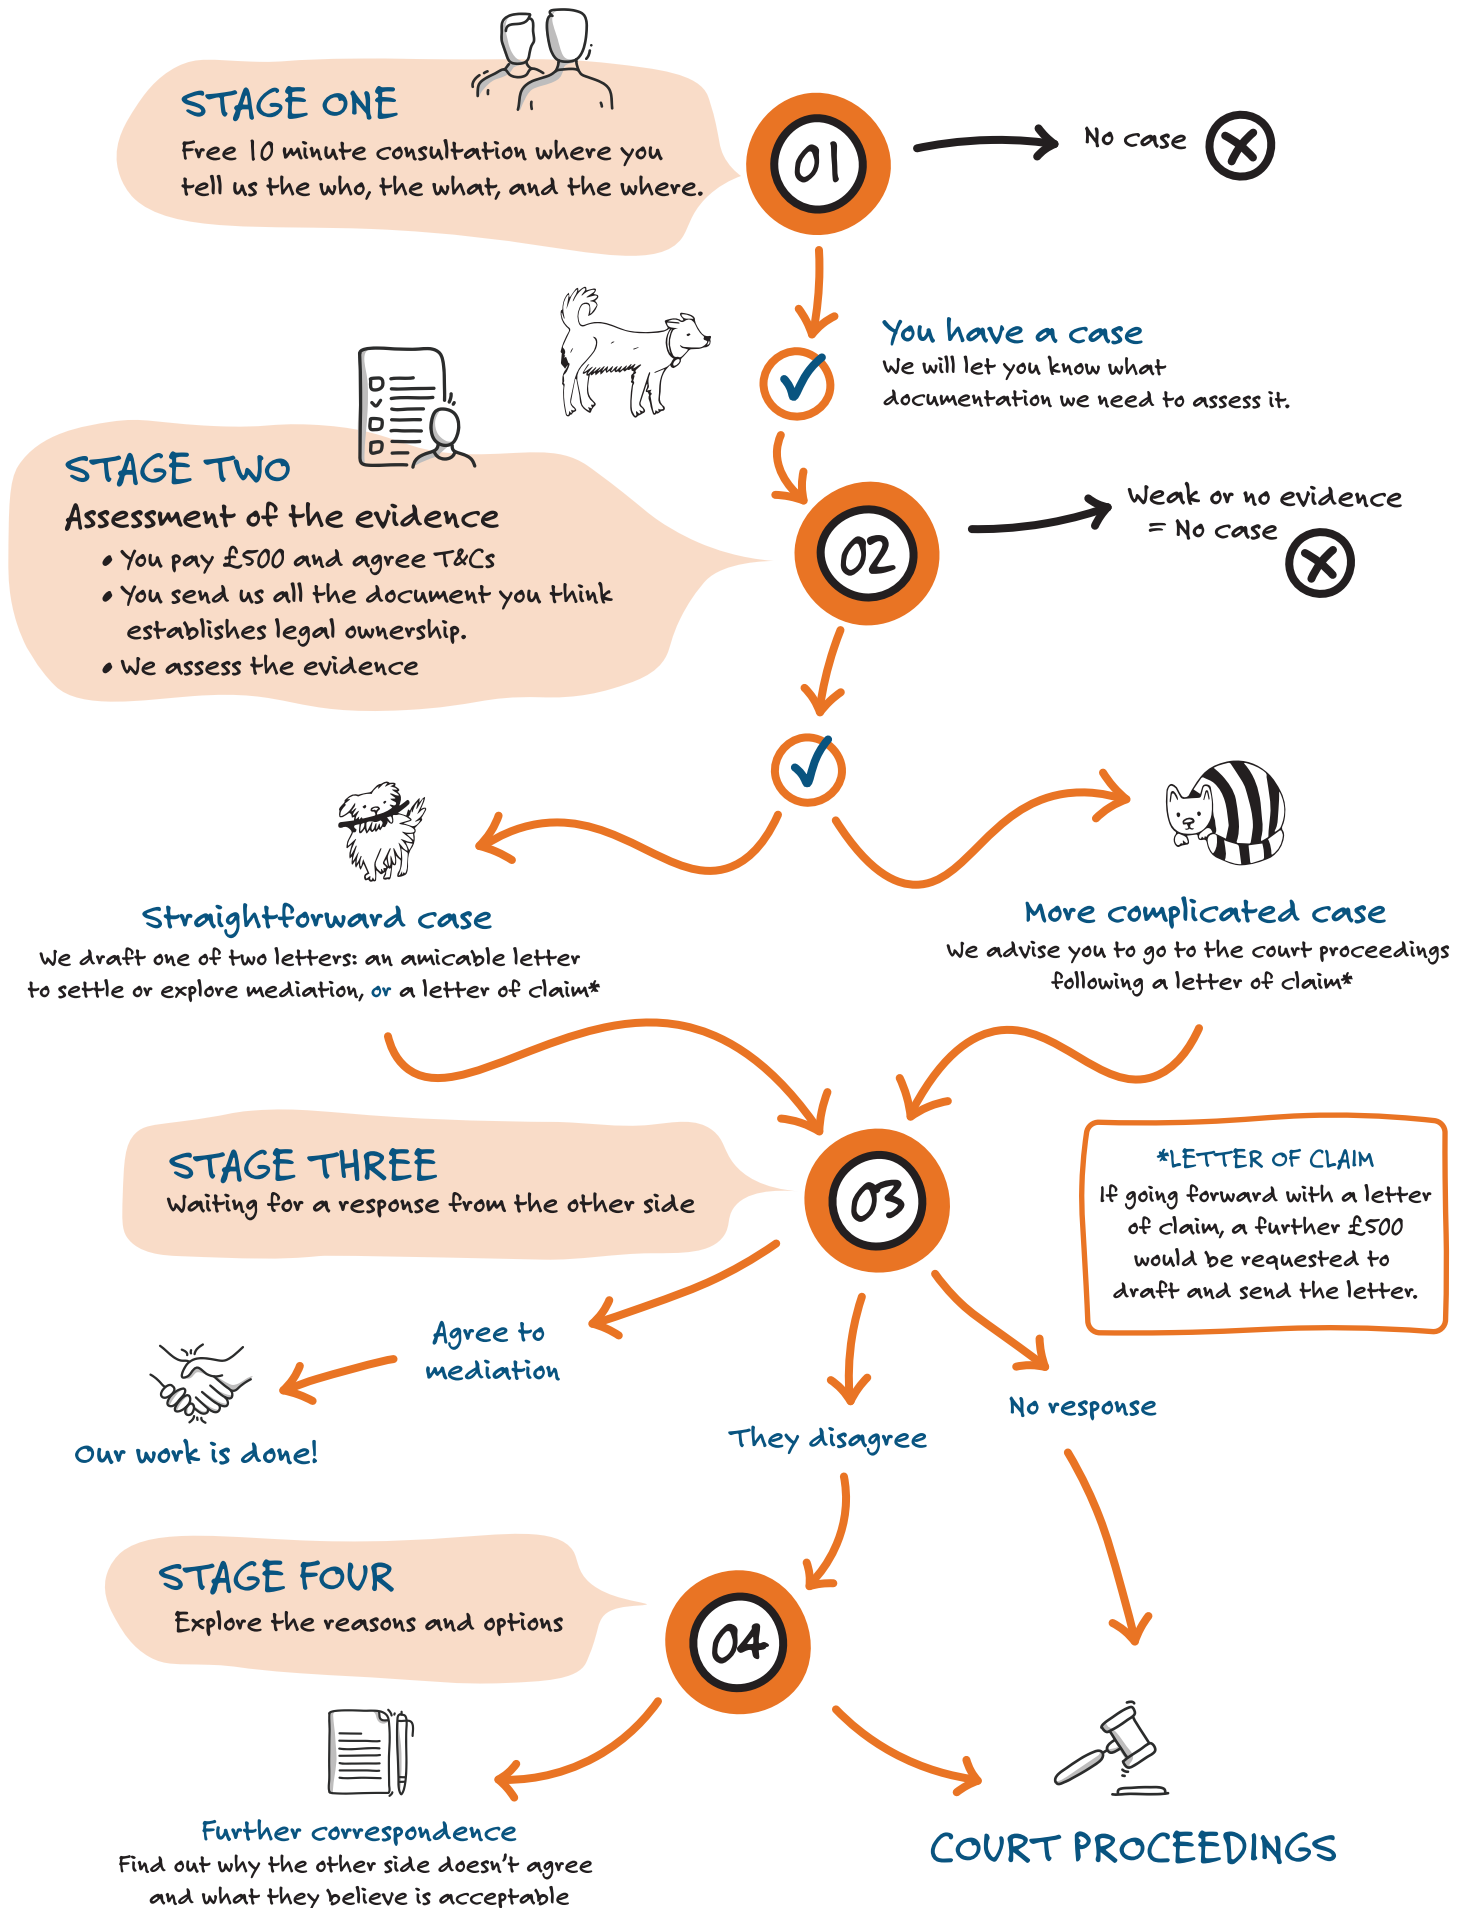 STAGE ONE
Free 10 minute consultation where you
tell us the who, the what, and the where.
01
No case
You have a case
We will let you know what
documentation we need to assess it.
STAGE TWO
Assessment of the evidence
• You pay £500 and agree T&Cs
• You send us all the document you think
establishes legal ownership.
• We assess the evidence
02
Weak or no evidence
= No case
Straightforward case
We draft one of two letters: an amicable letter
to settle or explore mediation, or a letter of claim*
More complicated case
We advise you to go to the court proceedings
following a letter of claim*
STAGE THREE
Waiting for a response from the other side
03
*LETTER OF CLAIM
If going forward with a letter
of claim, a further £500
would be requested to
draft and send the letter.
Agree to
mediation
Our work is done!
They disagree
No response
STAGE FOUR
Explore the reasons and options
04
Further correspondence
Find out why the other side doesn't agree
and what they believe is acceptable
COURT PROCEEDINGS